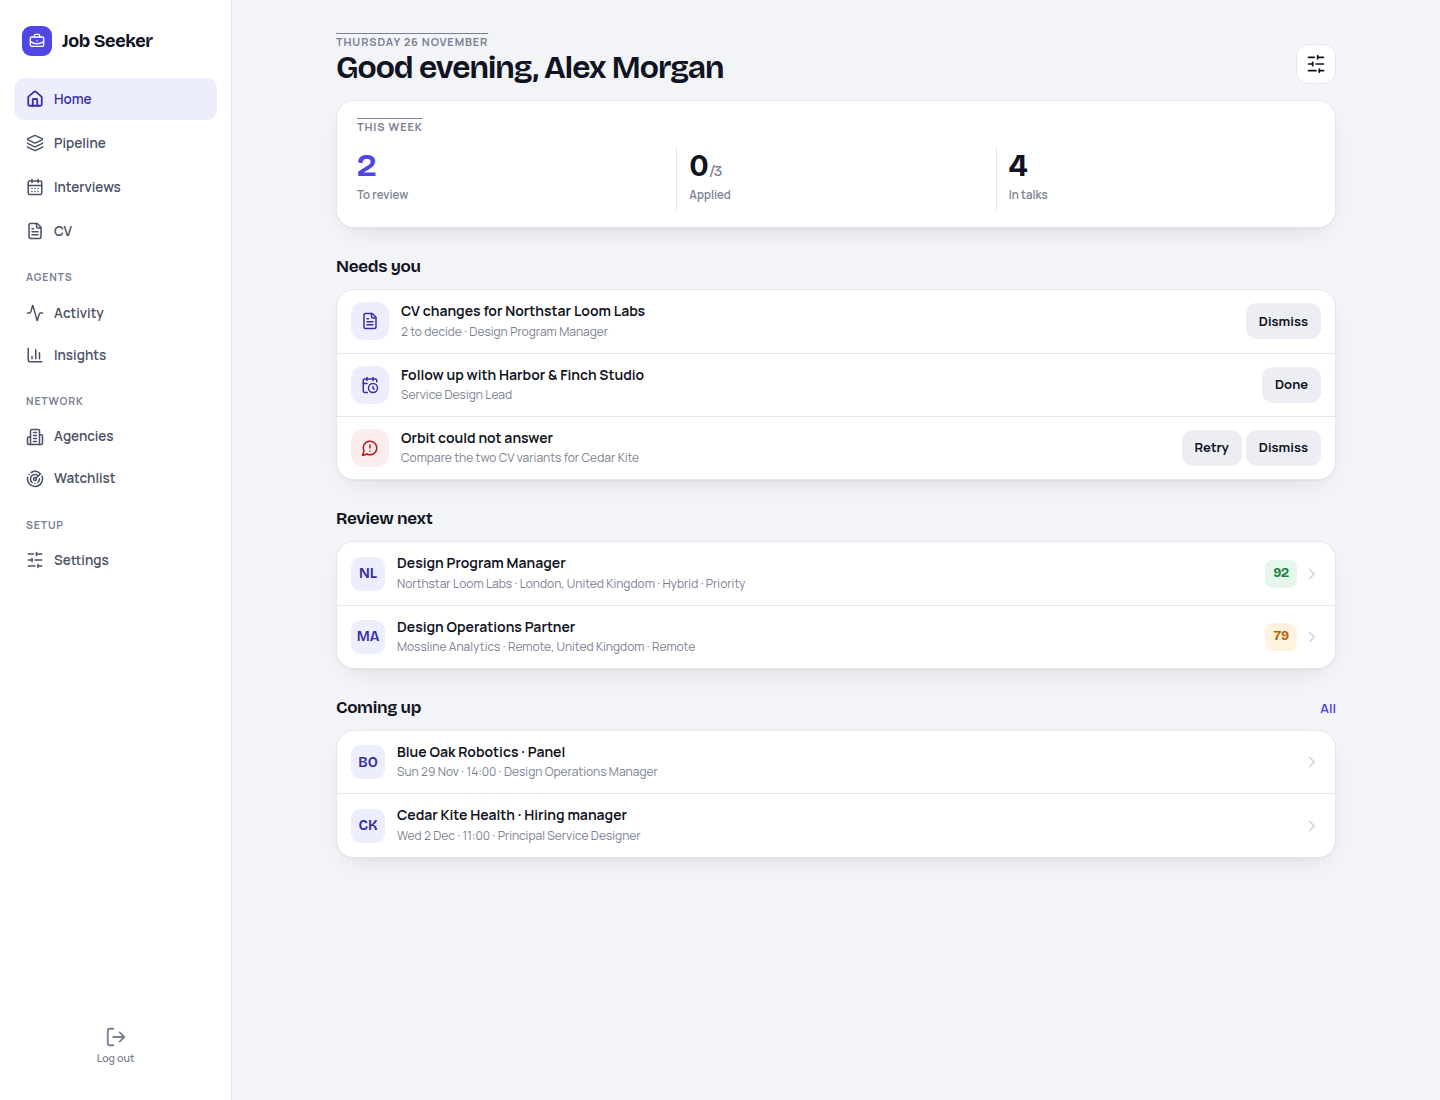 Job Seeker
Home
Pipeline
Interviews
CV
AGENTS
Activity
Insights
NETWORK
Agencies
Watchlist
SETUP
Settings
Log out
THURSDAY 26 NOVEMBER
Good evening, Alex Morgan
THIS WEEK
2
To review
0/3
Applied
4
In talks
Needs you
CV changes for Northstar Loom Labs
2 to decide · Design Program Manager
Dismiss
Follow up with Harbor & Finch Studio
Service Design Lead
Done
Orbit could not answer
Compare the two CV variants for Cedar Kite
Retry
Dismiss
Review next
NL
Design Program Manager
Northstar Loom Labs · London, United Kingdom · Hybrid · Priority
92
MA
Design Operations Partner
Mossline Analytics · Remote, United Kingdom · Remote
79
Coming up
All
BO
Blue Oak Robotics · Panel
Sun 29 Nov · 14:00 · Design Operations Manager
CK
Cedar Kite Health · Hiring manager
Wed 2 Dec · 11:00 · Principal Service Designer